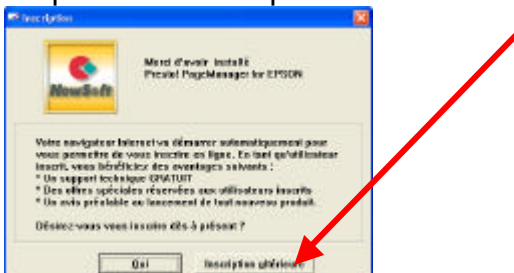 Inscription
Merci d'avoir installé
Presto! PageManager for EPSON
NewSoft
Votre navigateur Internet va démarrer automatiquement pour
vous permettre de vous inscrire en ligne. En tant qu'utilisateur
inscrit, vous bénéficiez des avantages suivants :
* Un support technique GRATUIT
* Des offres spéciales réservées aux utilisateurs inscrits
* Un avis préalable au lancement de tout nouveau produit.
Désirez-vous vous inscrire dès à présent ?
Oui
Inscription ultérieure